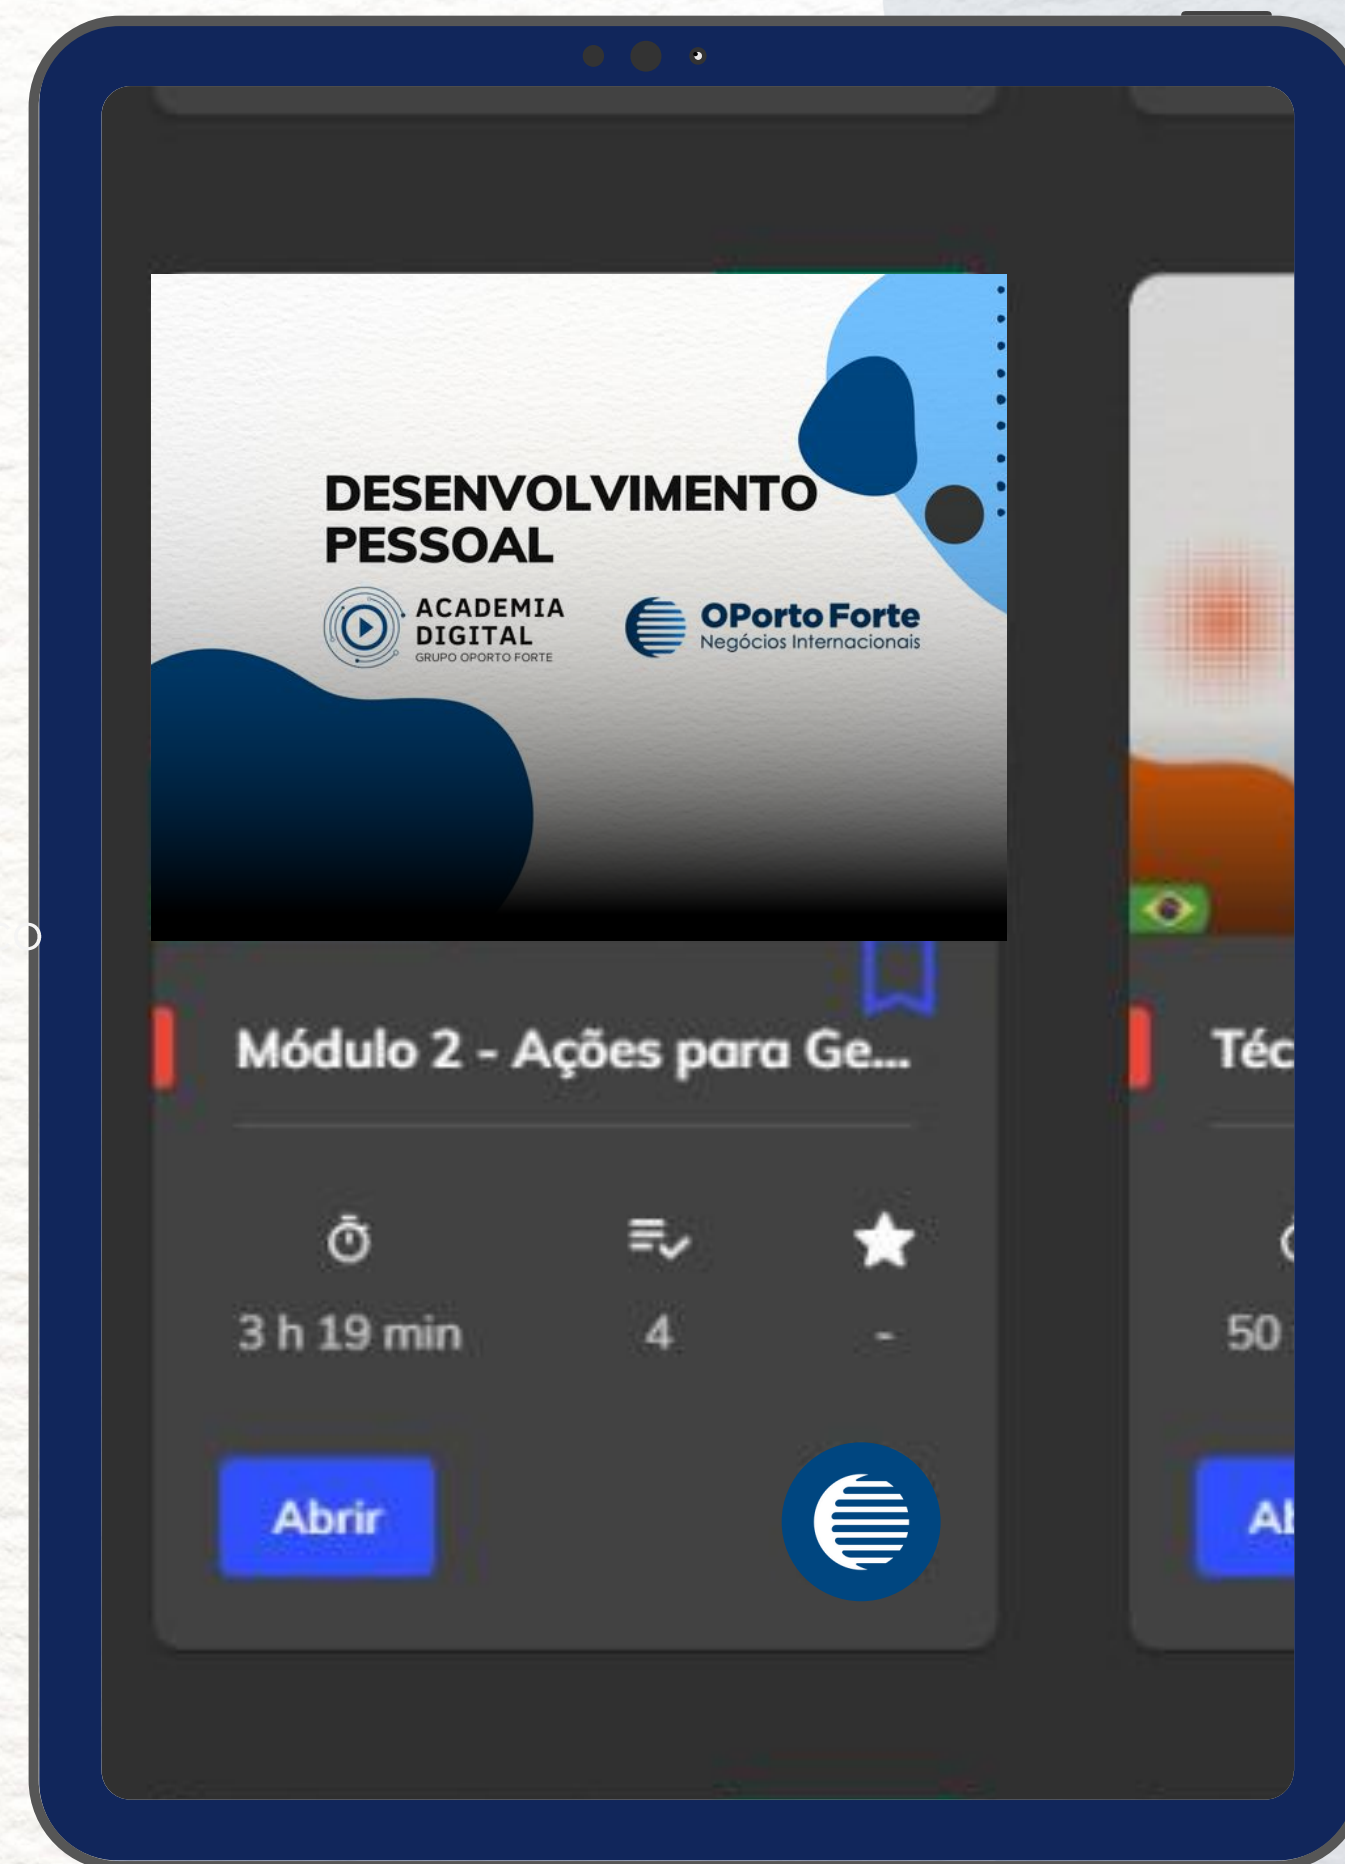 DESENVOLVIMENTO
PESSOAL
ACADEMIA
DIGITAL
GRUPO OPORTO FORTE
OPorto Forte
Negócios Internacionais
Módulo 2 - Ações para Ge...
3 h 19 min
4
-
Abrir
Téc
50
Ab